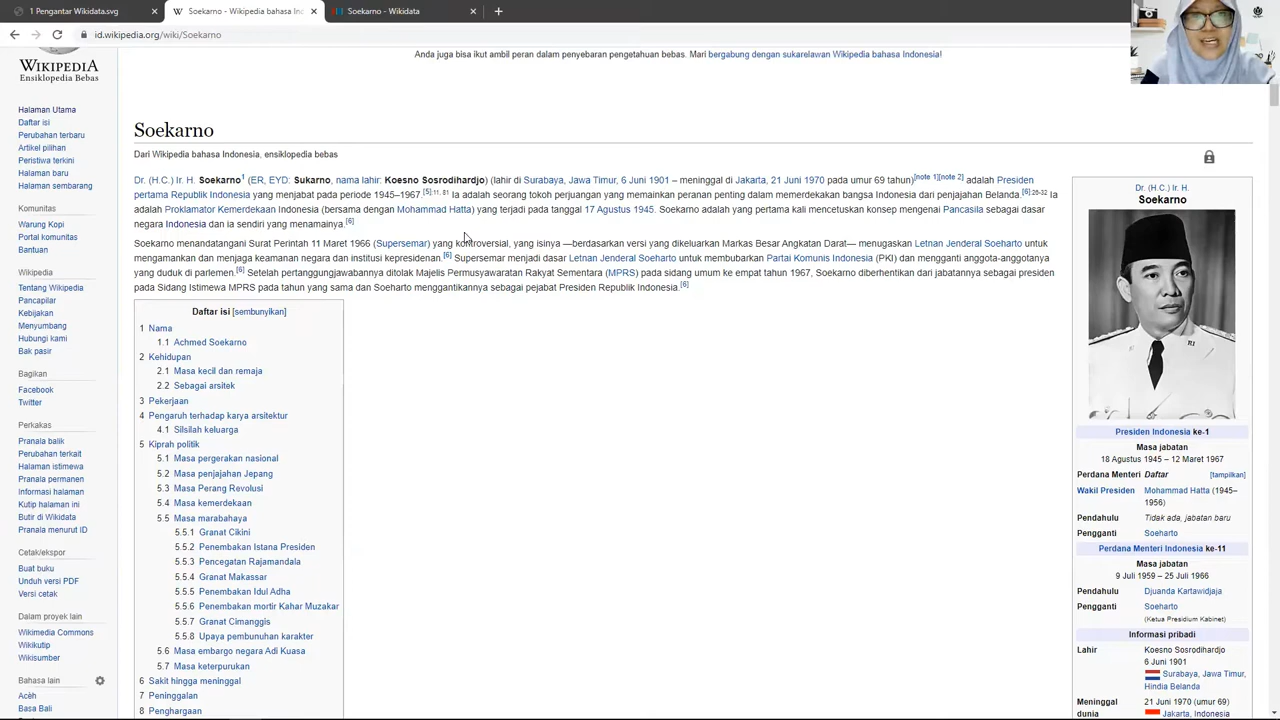 1 Pengantar Wikidata.svg
Soekarno - Wikipedia bahasa Ind
Soekarno - Wikidata
id.wikipedia.org/wiki/Soekarno
WIKIPEDIA
Ensiklopedia Bebas
Halaman Utama
Daftar isi
Perubahan terbaru
Artikel pilihan
Peristiwa terkini
Halaman baru
Halaman sembarang
Komunitas
Warung Kopi
Portal komunitas
Bantuan
Wikipedia
Tentang Wikipedia
Pancapilar
Kebijakan
Menyumbang
Hubungi kami
Bak pasir
Bagikan
Facebook
Twitter
Perkakas
Pranala balik
Perubahan terkait
Halaman istimewa
Pranala permanen
Informasi halaman
Kutip halaman ini
Butir di Wikidata
Pranala menurut ID
Cetak/ekspor
Buat buku
Unduh versi PDF
Versi cetak
Dalam proyek lain
Wikimedia Commons
Wikikutip
Wikisumber
Bahasa lain
Acèh
Basa Bali
Anda juga bisa ikut ambil peran dalam penyebaran pengetahuan bebas. Mari bergabung dengan sukarelawan Wikipedia bahasa Indonesia!
Soekarno
Dari Wikipedia bahasa Indonesia, ensiklopedia bebas
Dr. (H.C.) Ir. H. Soekarno1 (ER, EYD: Sukarno, nama lahir: Koesno Sosrodihardjo) (lahir di Surabaya, Jawa Timur, 6 Juni 1901 – meninggal di Jakarta, 21 Juni 1970 pada umur 69 tahun)[note 1][note 2] adalah Presiden
pertama Republik Indonesia yang menjabat pada periode 1945–1967.[5]:11, 81 Ia adalah seorang tokoh perjuangan yang memainkan peranan penting dalam memerdekakan bangsa Indonesia dari penjajahan Belanda.[6]:26-32 Ia
adalah Proklamator Kemerdekaan Indonesia (bersama dengan Mohammad Hatta) yang terjadi pada tanggal 17 Agustus 1945. Soekarno adalah yang pertama kali mencetuskan konsep mengenai Pancasila sebagai dasar
negara Indonesia dan ia sendiri yang menamainya.[6]
Soekarno menandatangani Surat Perintah 11 Maret 1966 (Supersemar) yang kontroversial, yang isinya —berdasarkan versi yang dikeluarkan Markas Besar Angkatan Darat— menugaskan Letnan Jenderal Soeharto untuk
mengamankan dan menjaga keamanan negara dan institusi kepresidenan.[6] Supersemar menjadi dasar Letnan Jenderal Soeharto untuk membubarkan Partai Komunis Indonesia (PKI) dan mengganti anggota-anggotanya
yang duduk di parlemen.[6] Setelah pertanggungjawabannya ditolak Majelis Permusyawaratan Rakyat Sementara (MPRS) pada sidang umum ke empat tahun 1967, Soekarno diberhentikan dari jabatannya sebagai presiden
pada Sidang Istimewa MPRS pada tahun yang sama dan Soeharto menggantikannya sebagai pejabat Presiden Republik Indonesia.[6]
Daftar isi [sembunyikan]
1 Nama
1.1 Achmed Soekarno
2 Kehidupan
2.1 Masa kecil dan remaja
2.2 Sebagai arsitek
3 Pekerjaan
4 Pengaruh terhadap karya arsitektur
4.1 Silsilah keluarga
5 Kiprah politik
5.1 Masa pergerakan nasional
5.2 Masa penjajahan Jepang
5.3 Masa Perang Revolusi
5.4 Masa kemerdekaan
5.5 Masa marabahaya
5.5.1 Granat Cikini
5.5.2 Penembakan Istana Presiden
5.5.3 Pencegatan Rajamandala
5.5.4 Granat Makassar
5.5.5 Penembakan Idul Adha
5.5.6 Penembakan mortir Kahar Muzakar
5.5.7 Granat Cimanggis
5.5.8 Upaya pembunuhan karakter
5.6 Masa embargo negara Adi Kuasa
5.7 Masa keterpurukan
6 Sakit hingga meninggal
7 Peninggalan
8 Penghargaan
Dr. (H.C.) Ir. H.
Soekarno
Presiden Indonesia ke-1
Masa jabatan
18 Agustus 1945 – 12 Maret 1967
Perdana Menteri Daftar [tampilkan]
Wakil Presiden Mohammad Hatta (1945–
1956)
Pendahulu Tidak ada, jabatan baru
Pengganti Soeharto
Perdana Menteri Indonesia ke-11
Masa jabatan
9 Juli 1959 – 25 Juli 1966
Pendahulu Djuanda Kartawidjaja
Pengganti Soeharto
(Ketua Presidium Kabinet)
Informasi pribadi
Lahir Koesno Sosrodihardjo
6 Juni 1901
Surabaya, Jawa Timur,
Hindia Belanda
Meninggal 21 Juni 1970 (umur 69)
dunia Jakarta, Indonesia